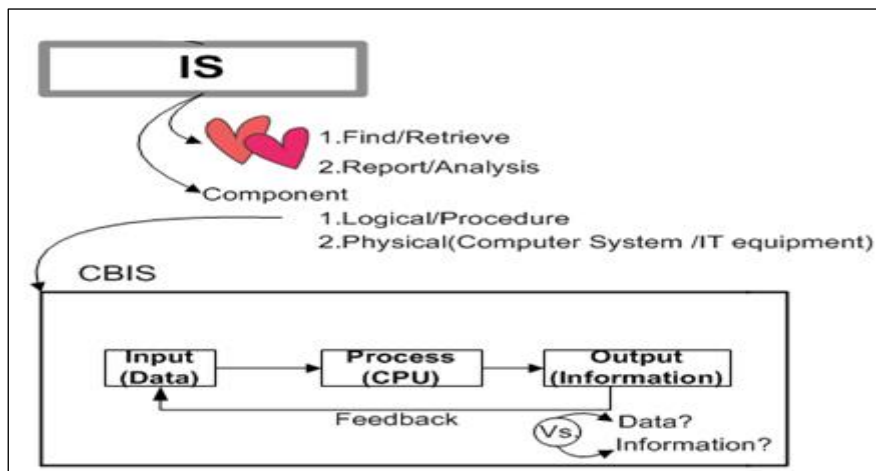 IS
1.Find/Retrieve
2.Report/Analysis
Component
1.Logical/Procedure
2.Physical(Computer System /IT equipment)
CBIS
Input
(Data)
Process
(CPU)
Output
(Information)
Feedback
Vs.
Data?
Information?